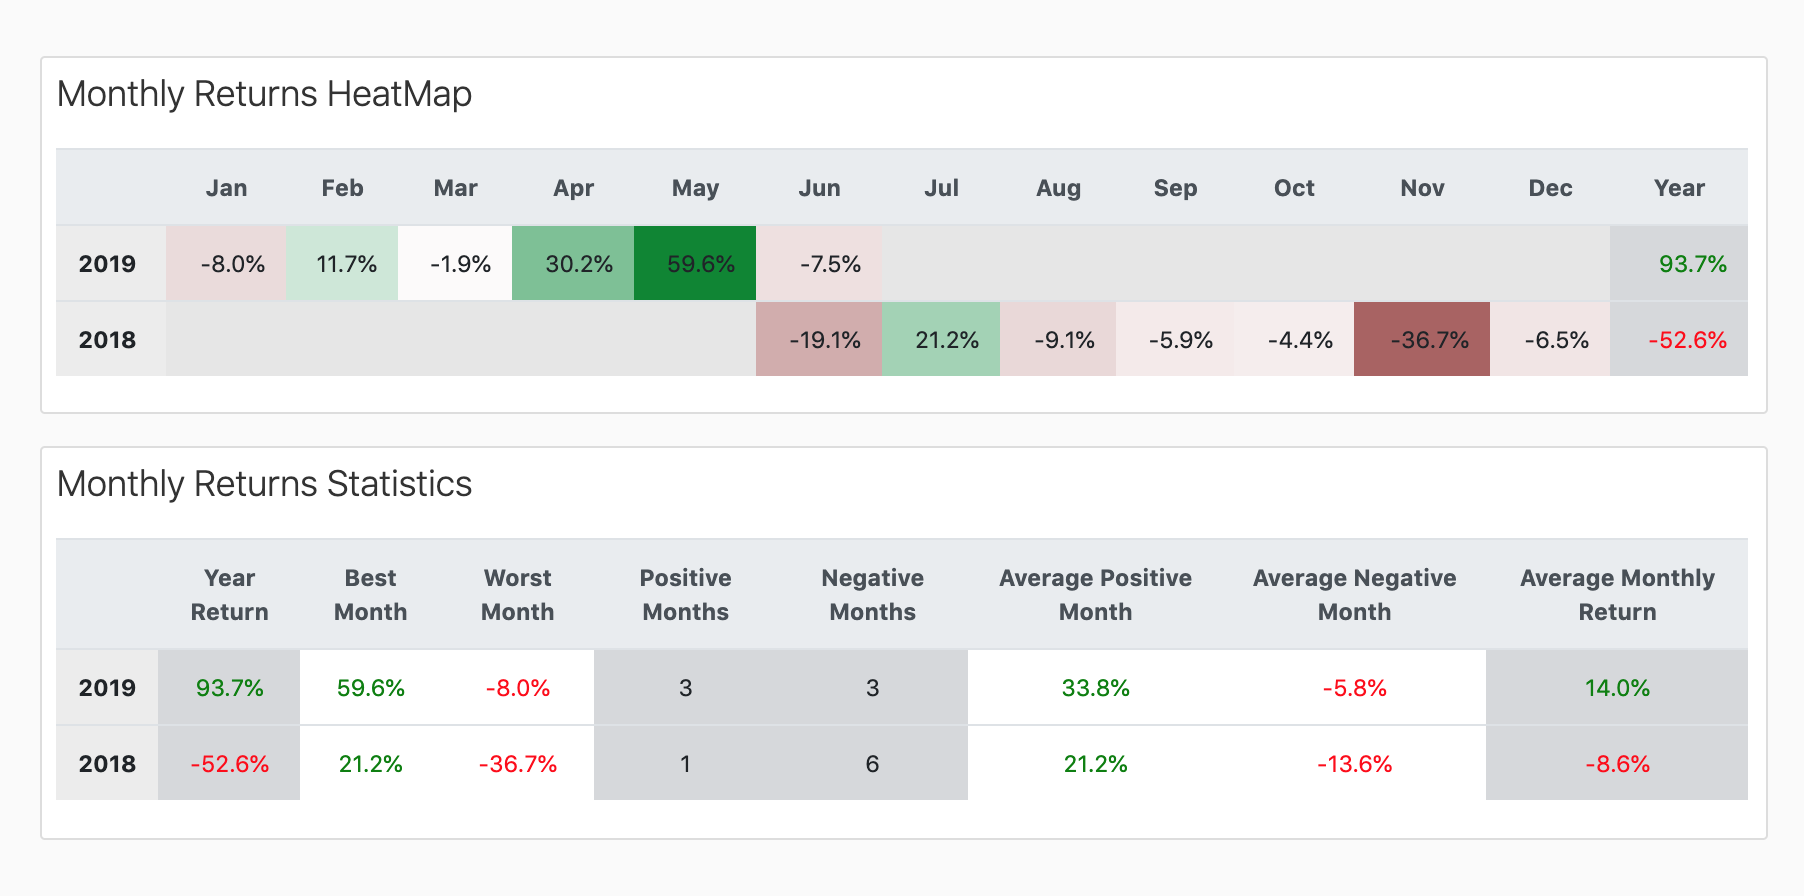 Monthly Returns HeatMap
Jan Feb Mar Apr May Jun Jul Aug Sep Oct Nov Dec Year
2019 -8.0% 11.7% -1.9% 30.2% 59.6% -7.5% 93.7%
2018 -19.1% 21.2% -9.1% -5.9% -4.4% -36.7% -6.5% -52.6%
Monthly Returns Statistics
Year Best Worst Positive Negative Average Positive Average Negative Average Monthly
Return Month Month Months Months Month Month Return
2019 93.7% 59.6% -8.0% 3 3 33.8% -5.8% 14.0%
2018 -52.6% 21.2% -36.7% 1 6 21.2% -13.6% -8.6%